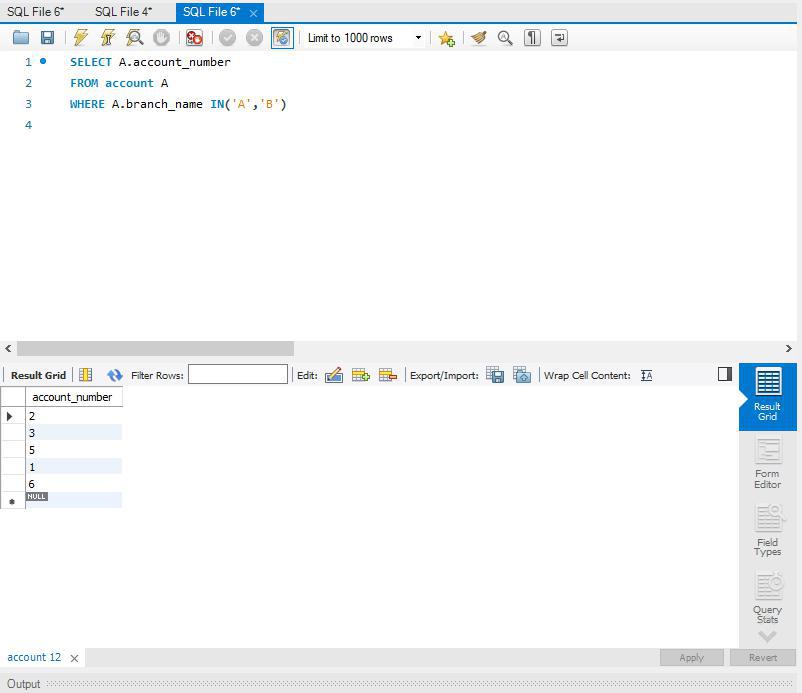 SQL File 6* SQL File 4* SQL File 6*
Limit to 1000 rows
1 SELECT A.account_number
2 FROM account A
3 WHERE A.branch_name IN('A','B')
4
Result Grid Filter Rows: Edit: Export/Import: Wrap Cell Content:
account_number
2
3
5
1
6
NULL
Result
Grid
Form
Editor
Field
Types
Query
Stats
account 12 Apply Revert
Output